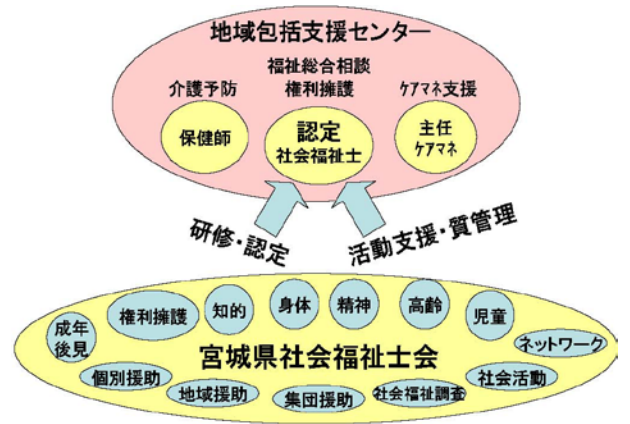 地域包括支援センター
福祉総合相談
介護予防
権利擁護
ケアマネ支援
保健師
認定
社会福祉士
主任
ケアマネ
研修・認定
活動支援・質管理
成年
後見
権利擁護
知的
身体
精神
高齢
児童
ネットワーク
宮城県社会福祉士会
個別援助
地域援助
集団援助
社会福祉調査
社会活動